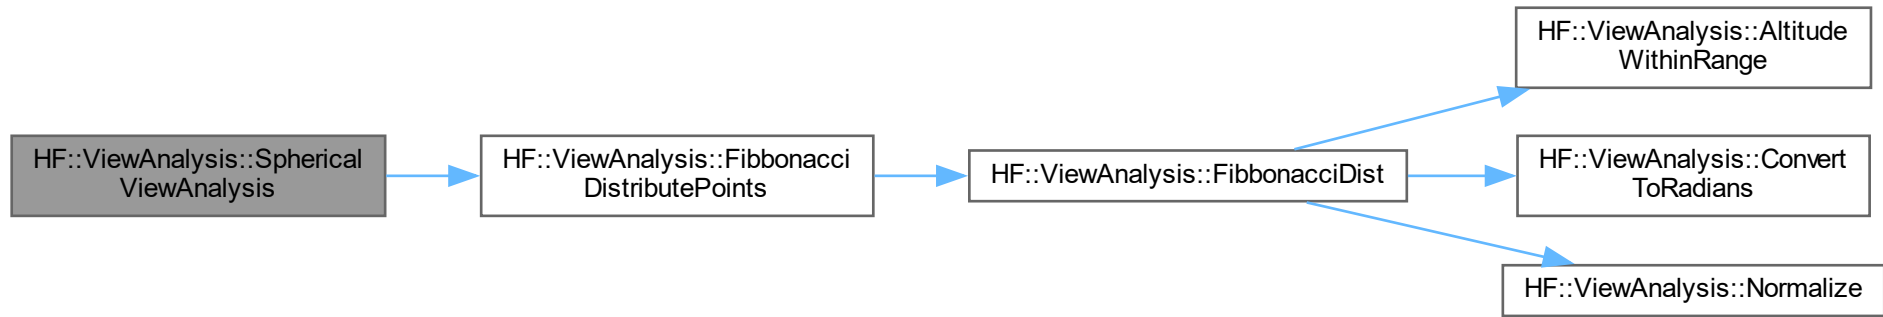 HF::ViewAnalysis::Spherical
ViewAnalysis
HF::ViewAnalysis::Fibbonacci
DistributePoints
HF::ViewAnalysis::FibbonacciDist
HF::ViewAnalysis::Altitude
WithinRange
HF::ViewAnalysis::Convert
ToRadians
HF::ViewAnalysis::Normalize